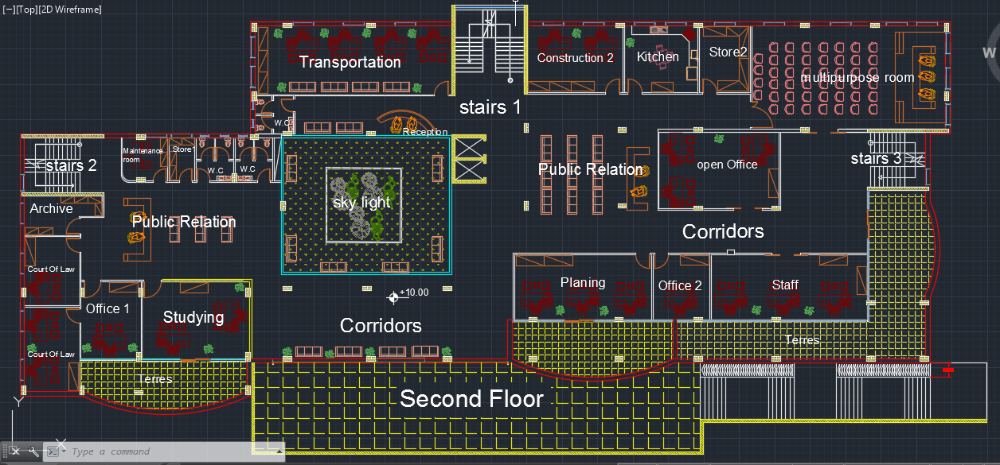 [−][Top][2D Wireframe]
W
Transportation
Construction 2
Kitchen
Store2
multipurpose room
stairs 1
W.C
Reception
stairs 2
Maintenance
room
Store1
W.C
W.C
Public Relation
open Office
stairs 3
sky light
Archive
Public Relation
Corridors
Court Of Law
Planing
Office 2
Staff
+10.00
Office 1
Studying
Corridors
Court Of Law
Terres
Terres
Second Floor
Y
X
Type a command